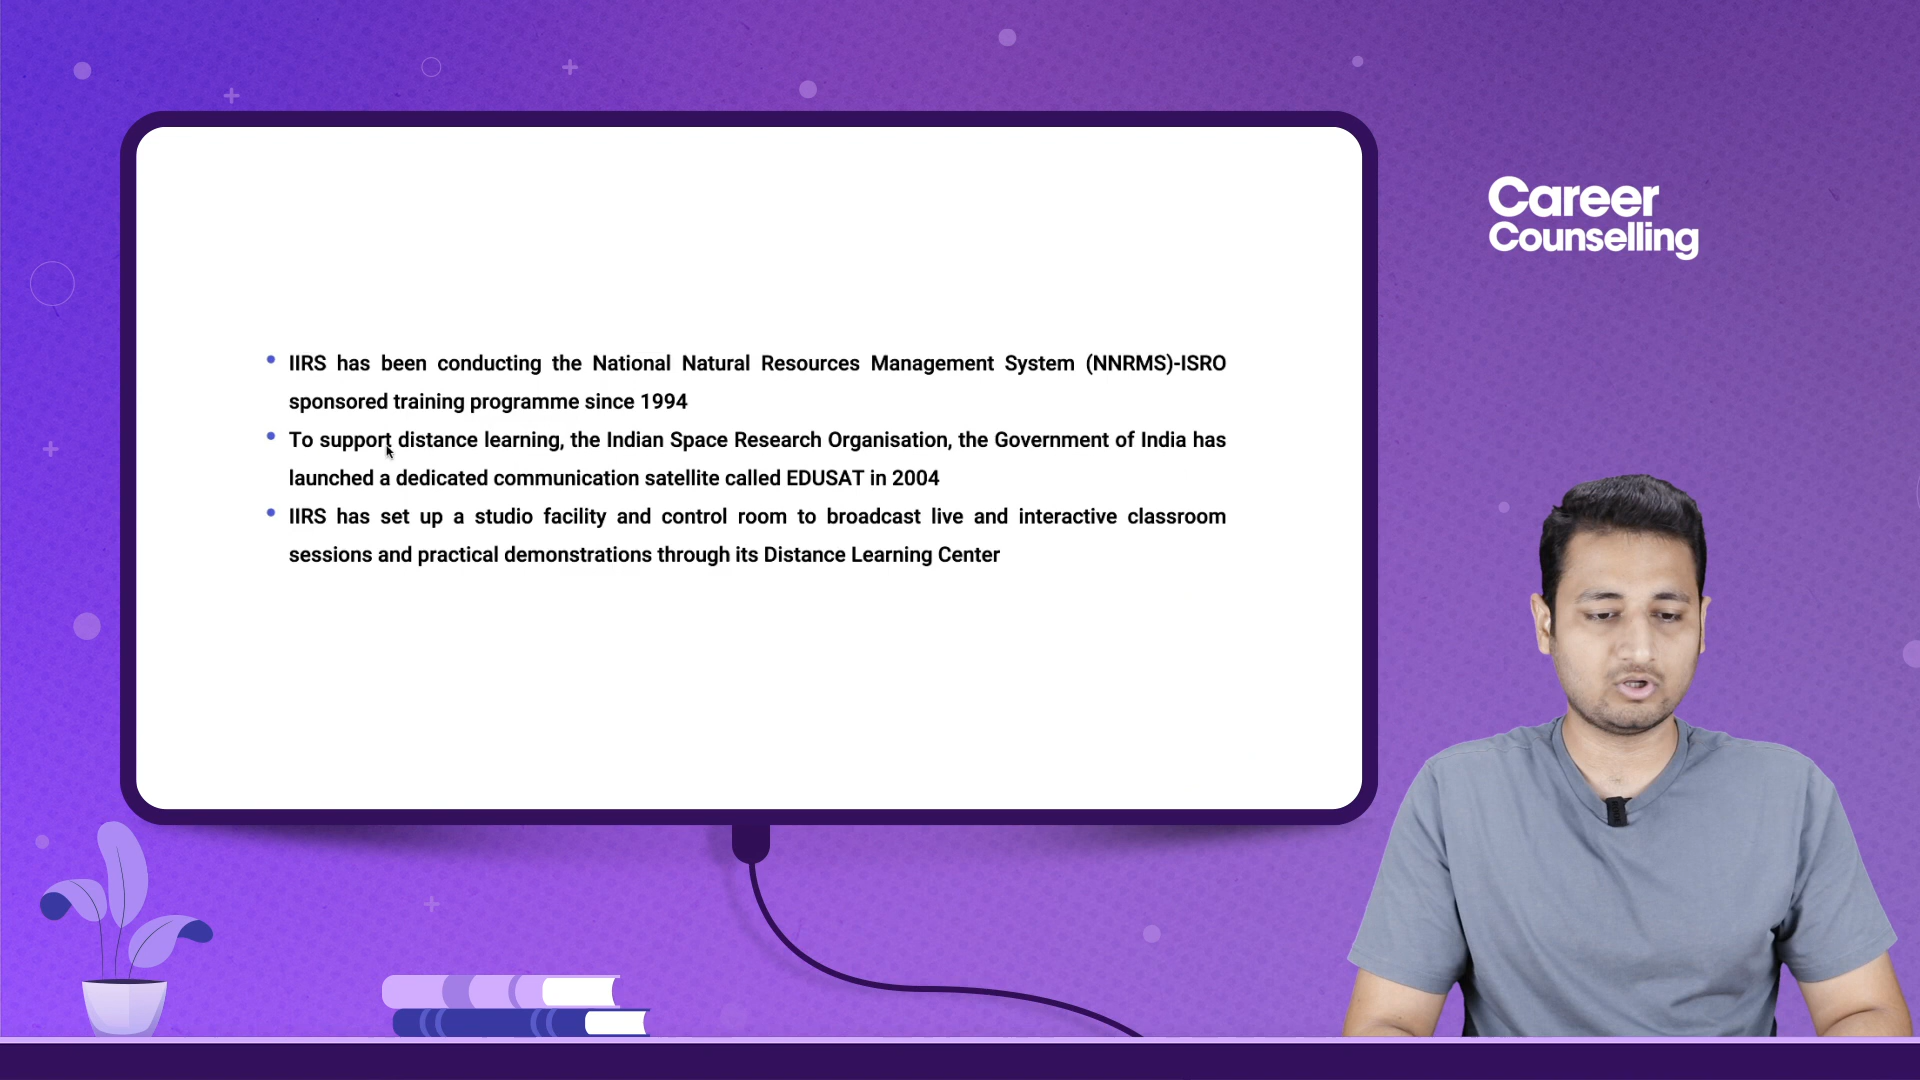 Career
Counselling
• IIRS has been conducting the National Natural Resources Management System (NNRMS)-ISRO
sponsored training programme since 1994
• To support distance learning, the Indian Space Research Organisation, the Government of India has
launched a dedicated communication satellite called EDUSAT in 2004
• IIRS has set up a studio facility and control room to broadcast live and interactive classroom
sessions and practical demonstrations through its Distance Learning Center